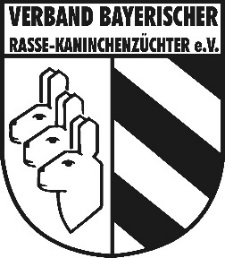 VERBAND BAYERISCHER
RASSE-KANINCHENZÜCHTER e.V.